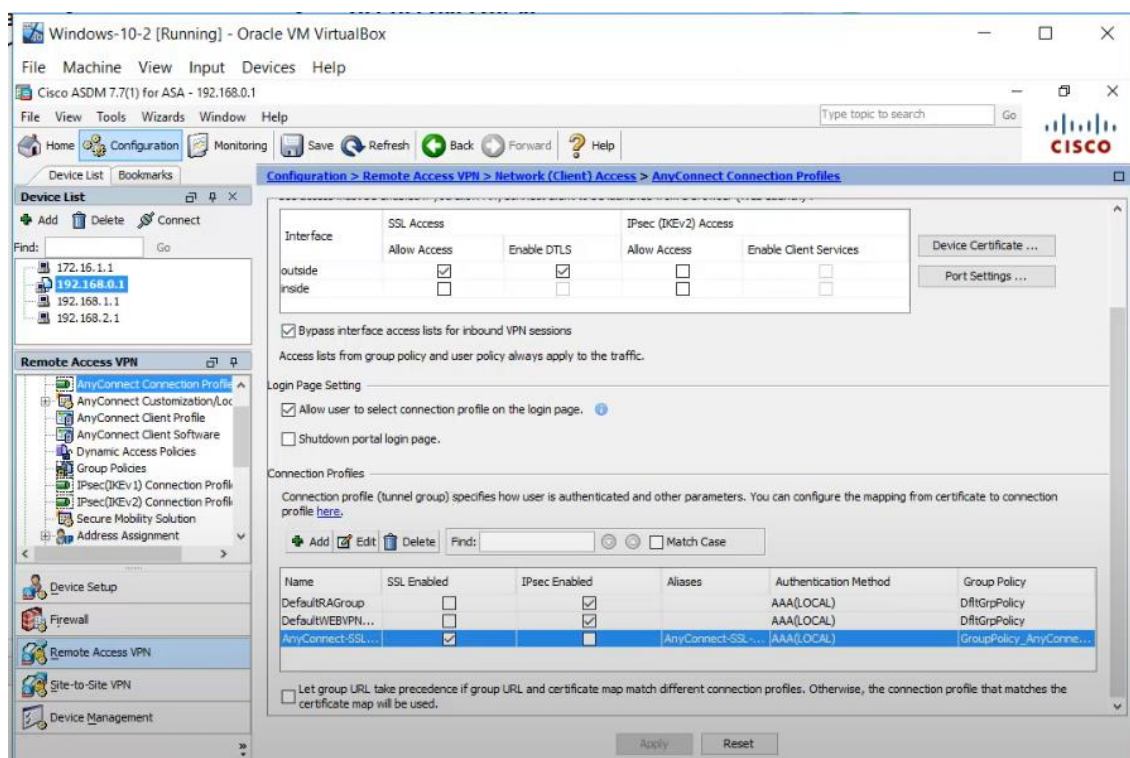 Windows-10-2 [Running] - Oracle VM VirtualBox
File Machine View Input Devices Help
Cisco ASDM 7.7(1) for ASA - 192.168.0.1
File View Tools Wizards Window Help
Type topic to search Go
Home Configuration Monitoring Save Refresh Back Forward Help
CISCO
Device List Bookmarks
Configuration > Remote Access VPN > Network (Client) Access > AnyConnect Connection Profiles
Device List
Add Delete Connect
Find: Go
172.16.1.1
192.168.0.1
192.168.1.1
192.168.2.1
Interface SSL Access IPsec (IKEv2) Access
Allow Access Enable DTLS Allow Access Enable Client Services
outside
inside
Device Certificate ...
Port Settings ...
Bypass interface access lists for inbound VPN sessions
Access lists from group policy and user policy always apply to the traffic.
Remote Access VPN
AnyConnect Connection Profile
AnyConnect Customization/Loc
AnyConnect Client Profile
AnyConnect Client Software
Dynamic Access Policies
Group Policies
IPsec(IKEv1) Connection Profil
IPsec(IKEv2) Connection Profil
Secure Mobility Solution
Address Assignment
Login Page Setting
Allow user to select connection profile on the login page.
Shutdown portal login page.
Connection Profiles
Connection profile (tunnel group) specifies how user is authenticated and other parameters. You can configure the mapping from certificate to connection
profile here.
Add Edit Delete Find: Match Case
Name SSL Enabled IPsec Enabled Aliases Authentication Method Group Policy
DefaultRAGroup AAA(LOCAL) DfltGrpPolicy
DefaultWEBVPN... AAA(LOCAL) DfltGrpPolicy
AnyConnect-SSL... AnyConnect-SSL-... AAA(LOCAL) GroupPolicy_AnyConne...
Let group URL take precedence if group URL and certificate map match different connection profiles. Otherwise, the connection profile that matches the
certificate map will be used.
Device Setup
Firewall
Remote Access VPN
Site-to-Site VPN
Device Management
Apply Reset